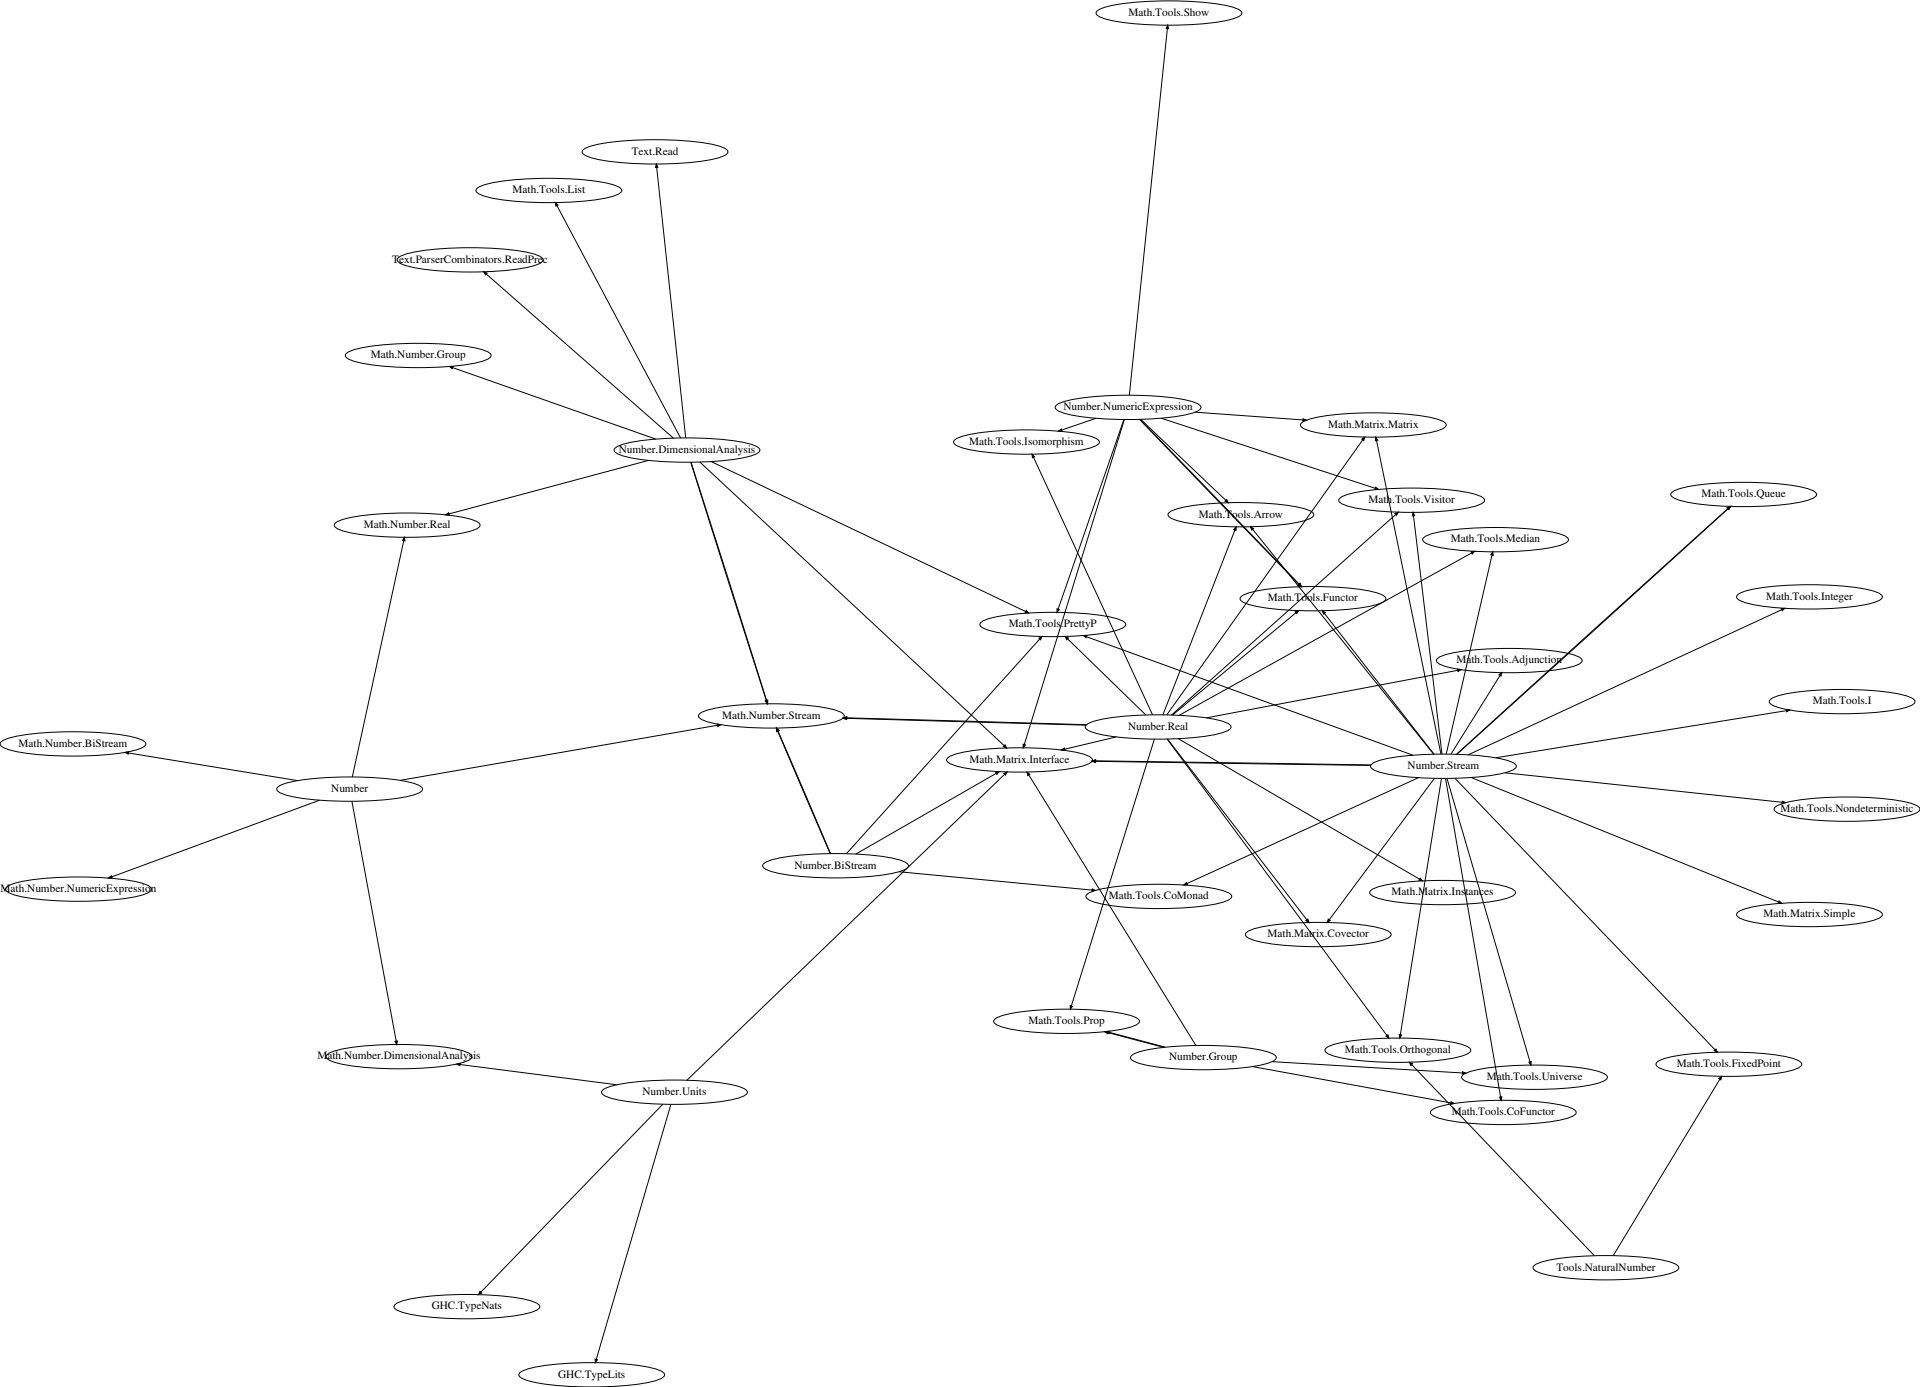 Math.Tools.Show
Text.Read
Math.Tools.List
Text.ParserCombinators.ReadPrec
Math.Number.Group
Number.NumericExpression
Math.Matrix.Matrix
Math.Tools.Isomorphism
Number.DimensionalAnalysis
Math.Tools.Queue
Math.Tools.Visitor
Math.Tools.Arrow
Math.Number.Real
Math.Tools.Median
Math.Tools.Integer
Math.Tools.Functor
Math.Tools.PrettyP
Math.Tools.Adjunction
Math.Tools.I
Math.Number.Stream
Number.Real
Math.Number.BiStream
Math.Matrix.Interface
Number.Stream
Number
Math.Tools.Nondeterministic
Number.BiStream
Math.Number.NumericExpression
Math.Tools.CoMonad
Math.Matrix.Instances
Math.Matrix.Simple
Math.Matrix.Covector
Math.Tools.Prop
Math.Tools.Orthogonal
Math.Number.DimensionalAnalysis
Number.Group
Math.Tools.FixedPoint
Math.Tools.Universe
Number.Units
Math.Tools.CoFunctor
Tools.NaturalNumber
GHC.TypeNats
GHC.TypeLits